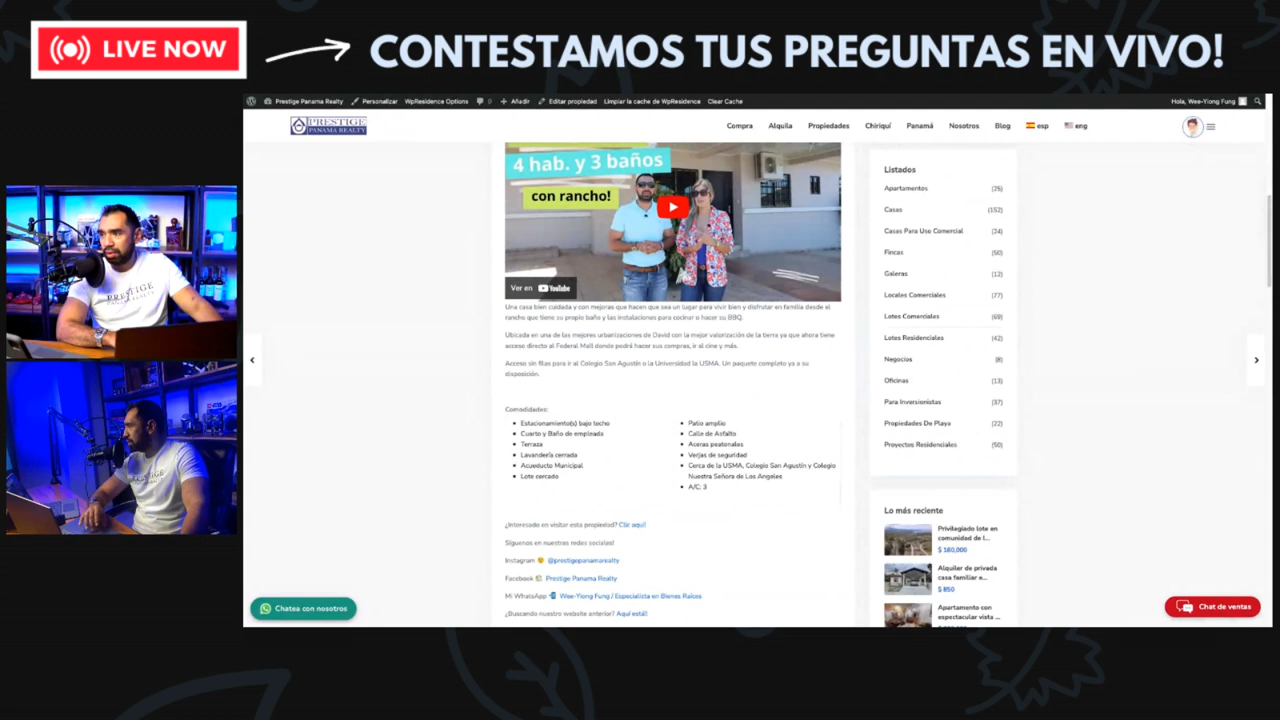 LIVE NOW
CONTESTAMOS TUS PREGUNTAS EN VIVO!
Prestige Panama Realty Personalizar WpResidence Options 0 Añadir Editar propiedad Limpiar la cache de WpResidence Clear Cache Hola, Wee-Yiong Fung
PRESTIGE
PANAMA REALTY
Compra Alquila Propiedades Chiriquí Panamá Nosotros Blog esp eng
4 hab. y 3 baños
con rancho!
Ver en YouTube
Una casa bien cuidada y con mejoras que hacen que sea un lugar para vivir bien y disfrutar en familia desde el
rancho que tiene su propio baño y las instalaciones para cocinar o hacer su BBQ.
Ubicada en una de las mejores urbanizaciones de David con la mejor valorización de la tierra ya que ahora tiene
acceso directo al Federal Mall donde podrá hacer sus compras, ir al cine y más.
Acceso sin filas para ir al Colegio San Agustín o la Universidad la USMA. Un paquete completo ya a su
disposición.
Comodidades:
Estacionamiento(s) bajo techo
Cuarto y Baño de empleada
Terraza
Lavandería cerrada
Acueducto Municipal
Lote cercado
Patio amplio
Calle de Asfalto
Aceras peatonales
Verjas de seguridad
Cerca de la USMA, Colegio San Agustín y Colegio
Nuestra Señora de Los Angeles
A/C: 3
¿Interesado en visitar esta propiedad? Clic aquí!
Síguenos en nuestras redes sociales!
Instagram @prestigepanamarealty
Facebook Prestige Panama Realty
Mi WhatsApp Wee-Yiong Fung / Especialista en Bienes Raíces
¿Buscando nuestro website anterior? Aquí está!
Listados
Apartamentos (25)
Casas (152)
Casas Para Uso Comercial (24)
Fincas (50)
Galeras (12)
Locales Comerciales (77)
Lotes Comerciales (69)
Lotes Residenciales (42)
Negocios (8)
Oficinas (13)
Para Inversionistas (37)
Propiedades De Playa (22)
Proyectos Residenciales (50)
Lo más reciente
Privilegiado lote en
comunidad de l...
$ 160,000
Alquiler de privada
casa familiar e...
$ 850
Apartamento con
espectacular vista ...
Chatea con nosotros
Chat de ventas
PRESTIGE
PANAMA REALTY
PRESTIGE